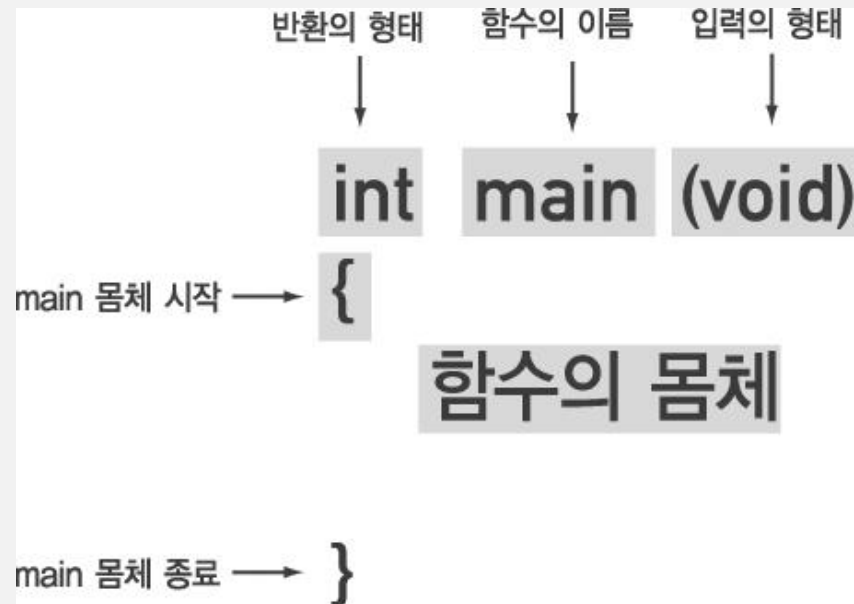 반환의 형태 함수의 이름 입력의 형태
int main (void)
main 몸체 시작 {
함수의 몸체
main 몸체 종료 }